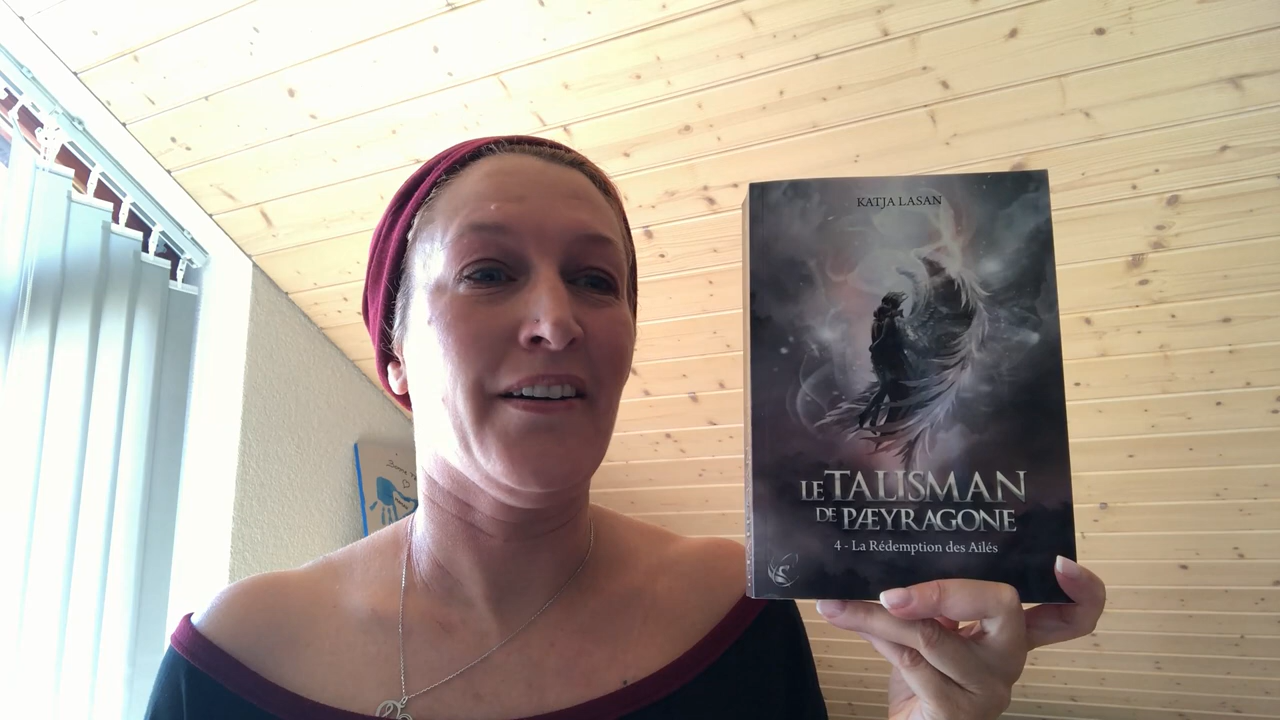 KATJA LASAN
LE TALISMAN
DE PÆYRAGONE
4 - La Rédemption des Ailés